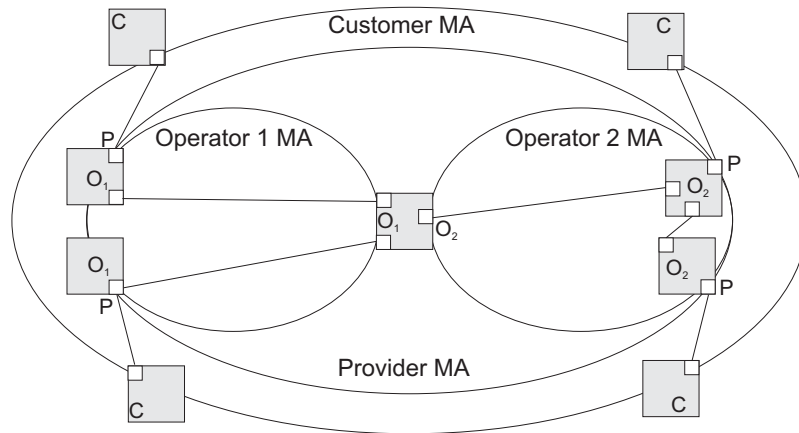 C
Customer MA
C
P
Operator 1 MA
Operator 2 MA
P
O1
O2
O1
O2
O1
O2
P
P
Provider MA
C
C